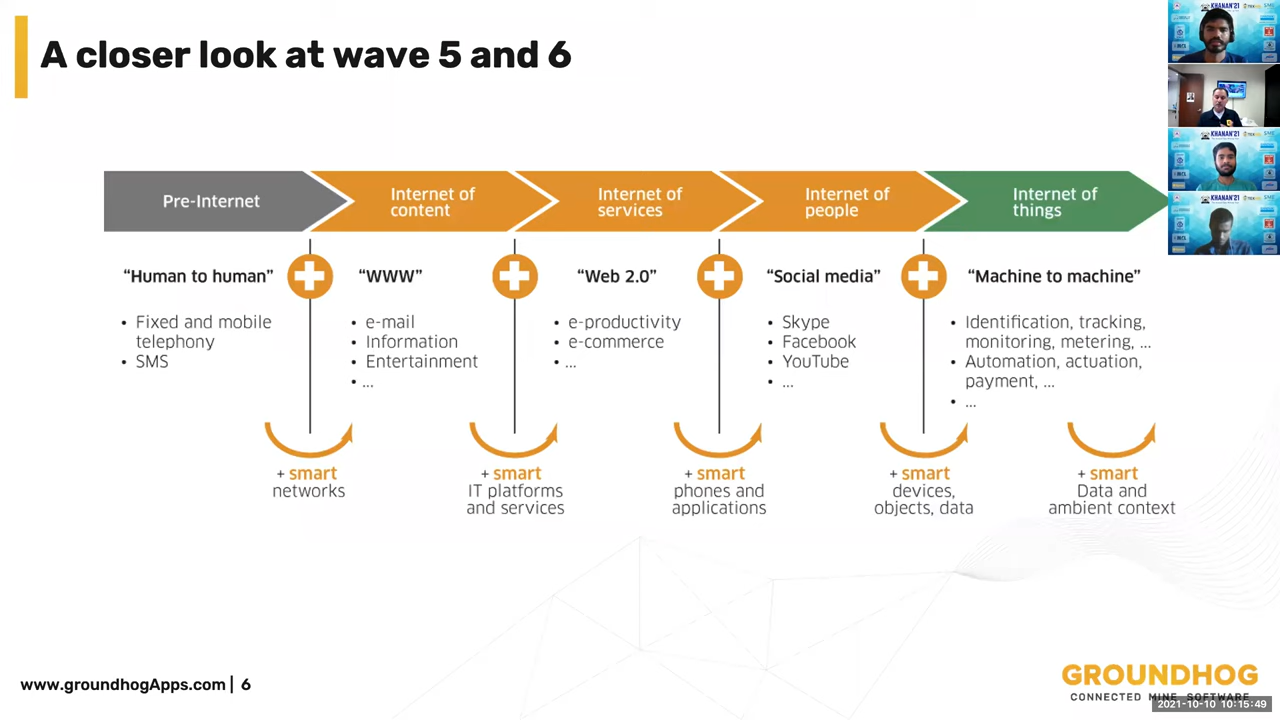 A closer look at wave 5 and 6
Pre-Internet
Internet of
content
Internet of
services
Internet of
people
Internet of
things
“Human to human”
“WWW”
“Web 2.0”
“Social media”
“Machine to machine”
• Fixed and mobile
telephony
• SMS
• e-mail
• Information
• Entertainment
• ...
• e-productivity
• e-commerce
• ...
• Skype
• Facebook
• YouTube
• ...
• Identification, tracking,
monitoring, metering, ...
• Automation, actuation,
payment, ...
• ...
+ smart
networks
+ smart
IT platforms
and services
+ smart
phones and
applications
+ smart
devices,
objects, data
+ smart
Data and
ambient context
www.groundhogApps.com | 6
GROUNDHOG
CONNECTED MINE SOFTWARE
2021-10-10 10:15:49
KHANAN'21
KHANAN'21
KHANAN'21